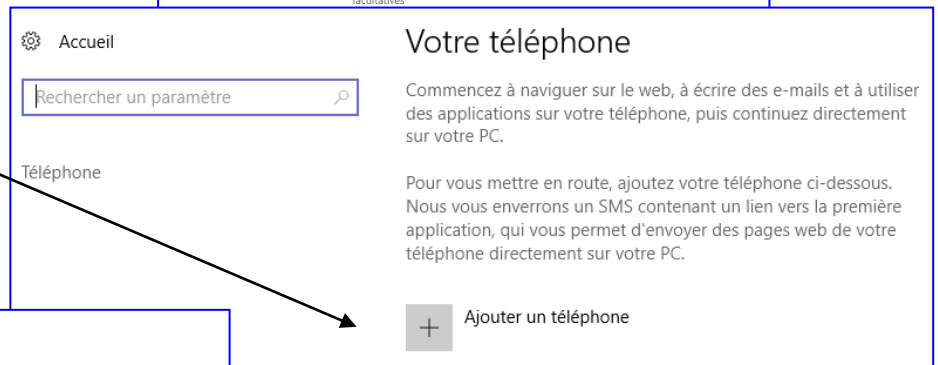 facultatives
Accueil
Rechercher un paramètre
Téléphone
Votre téléphone
Commencez à naviguer sur le web, à écrire des e-mails et à utiliser
des applications sur votre téléphone, puis continuez directement
sur votre PC.
Pour vous mettre en route, ajoutez votre téléphone ci-dessous.
Nous vous enverrons un SMS contenant un lien vers la première
application, qui vous permet d'envoyer des pages web de votre
téléphone directement sur votre PC.
Ajouter un téléphone